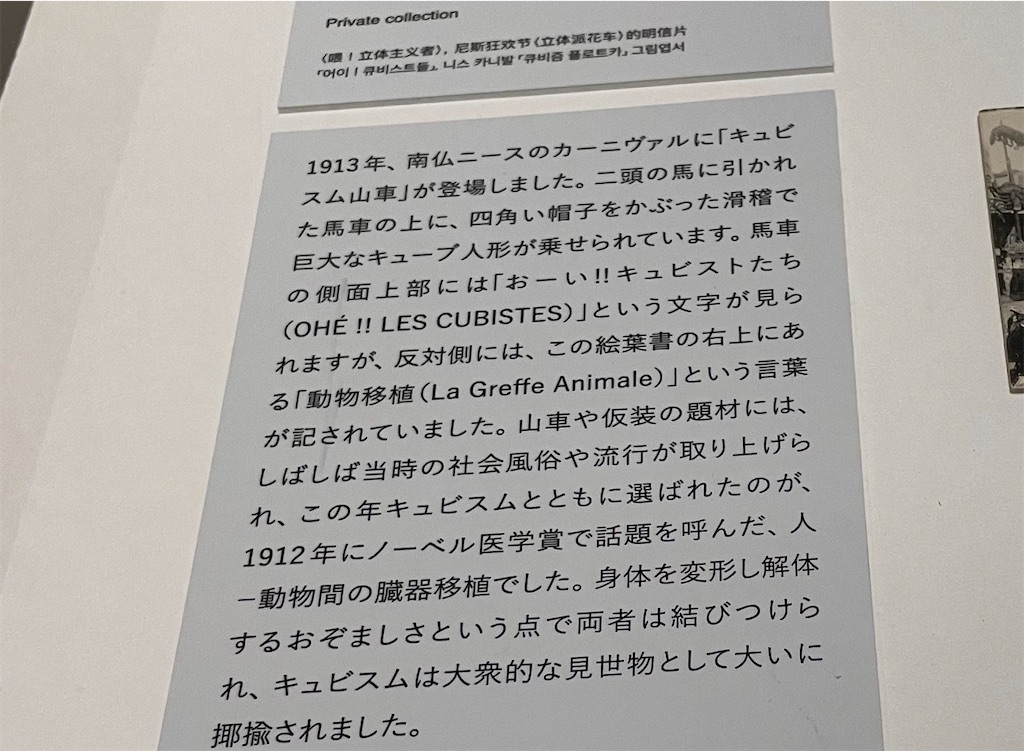 Private collection
《喂！立体主义者》，尼斯狂欢节《立体派花车》的明信片
『어이！큐비스트들』, 니스 카니발 「큐비즘 플로트카」 그림엽서
1913年、南仏ニースのカーニヴァルに「キュビ
スム山車」が登場しました。二頭の馬に引かれ
た馬車の上に、四角い帽子をかぶった滑稽で
巨大なキューブ人形が乗せられています。馬車
の側面上部には「おーい!!キュビストたち
(OHÉ !! LES CUBISTES)」という文字が見ら
れますが、反対側には、この絵葉書の右上にあ
る「動物移植(La Greffe Animale)」という言葉
が記されていました。山車や仮装の題材には、
しばしば当時の社会風俗や流行が取り上げら
れ、この年キュビスムとともに選ばれたのが、
1912年にノーベル医学賞で話題を呼んだ、人
−動物間の臓器移植でした。身体を変形し解体
するおぞましさという点で両者は結びつけら
れ、キュビスムは大衆的な見世物として大いに
揶揄されました。